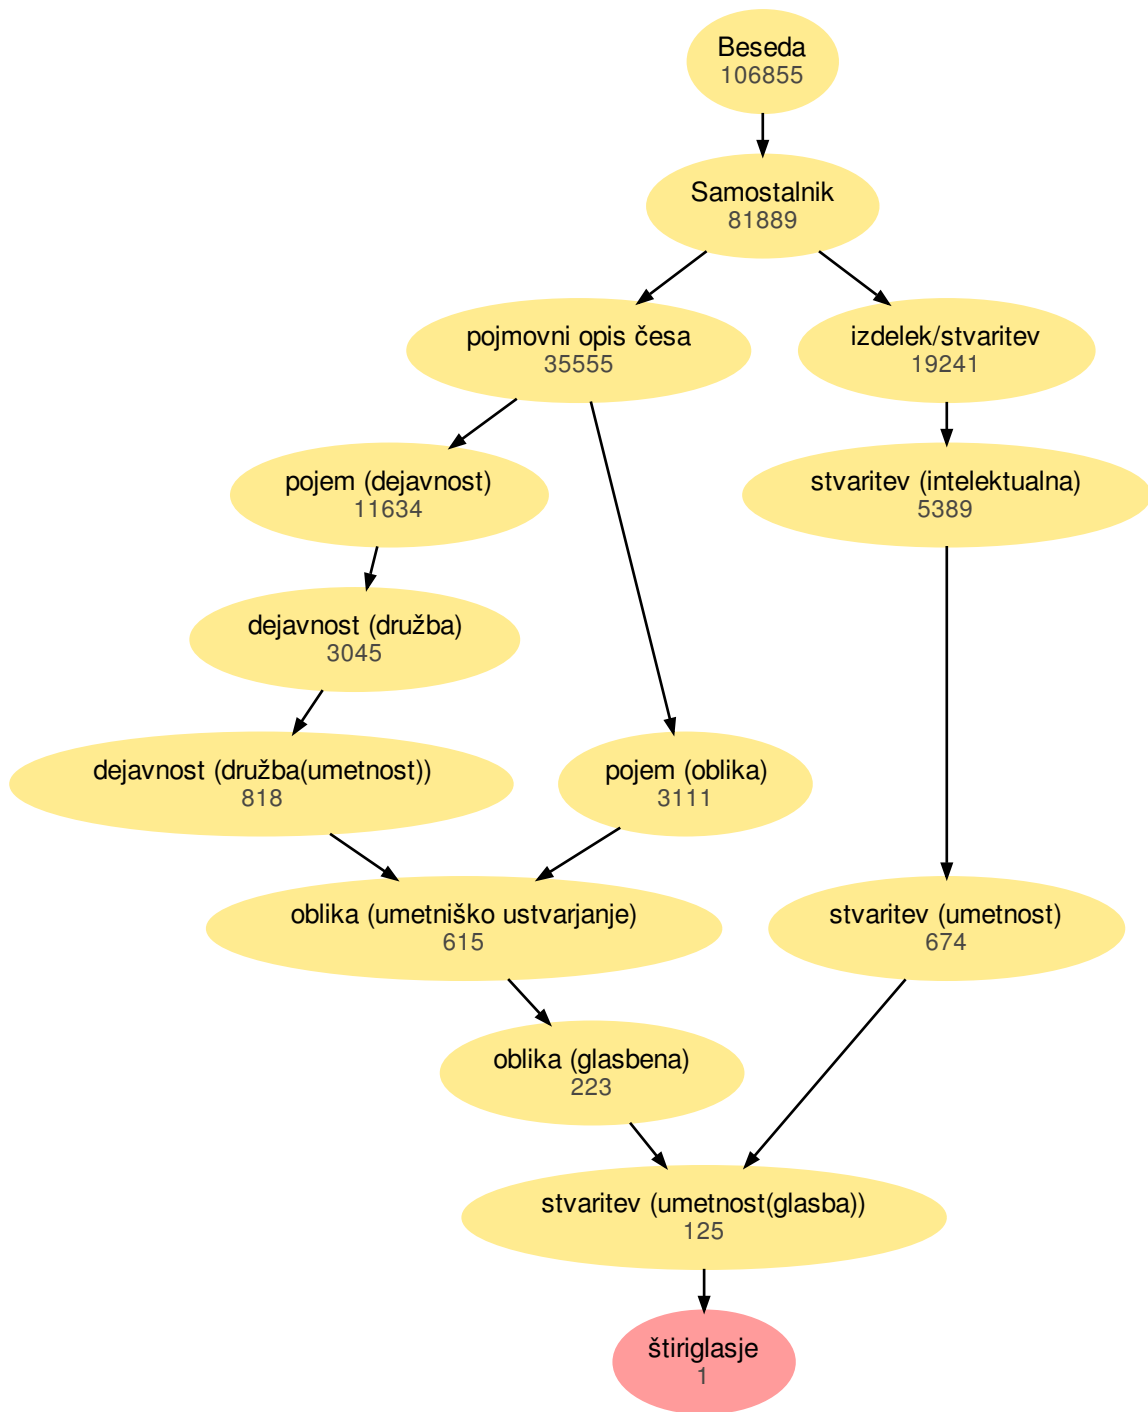 Beseda
106855
Samostalnik
81889
pojmovni opis česa
35555
izdelek/stvaritev
19241
pojem (dejavnost)
11634
stvaritev (intelektualna)
5389
dejavnost (družba)
3045
dejavnost (družba(umetnost))
818
pojem (oblika)
3111
oblika (umetniško ustvarjanje)
615
stvaritev (umetnost)
674
oblika (glasbena)
223
stvaritev (umetnost(glasba))
125
štiriglasje
1